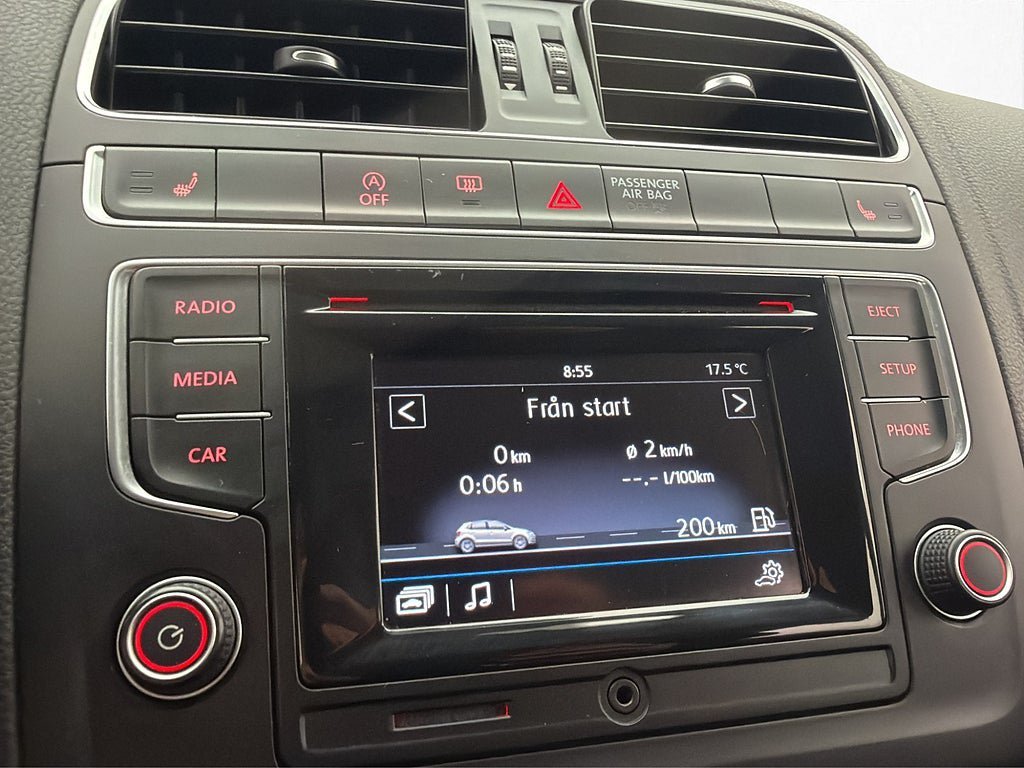 OFF
PASSENGER
AIR BAG
RADIO
MEDIA
CAR
EJECT
SETUP
PHONE
8:55
17.5 °C
<
Från start
>
0 km
ø 2 km/h
0:06 h
--.- l/100km
200 km